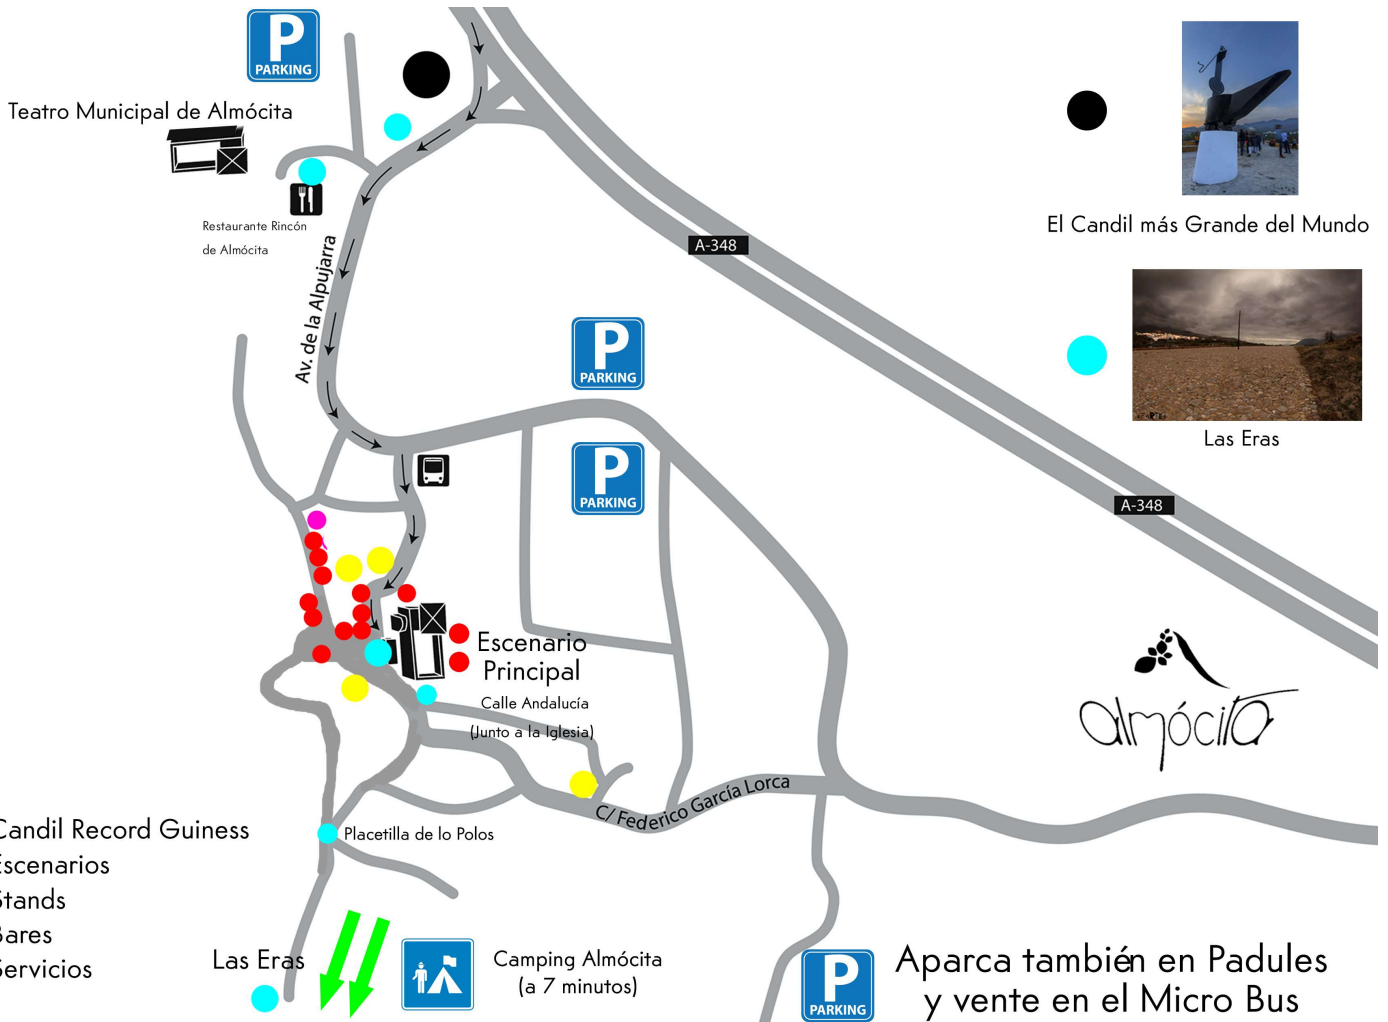 P
PARKING
Teatro Municipal de Almócita
Restaurante Rincón
de Almócita
Av. de la Alpujarra
A-348
El Candil más Grande del Mundo
Las Eras
P
PARKING
P
PARKING
A-348
Escenario
Principal
Calle Andalucía
(Junto a la Iglesia)
almócita
C/ Federico García Lorca
Placetilla de lo Polos
Candil Record Guiness
Escenarios
Stands
Bares
Servicios
Las Eras
Camping Almócita
(a 7 minutos)
P
PARKING
Aparca también en Padules
y vente en el Micro Bus